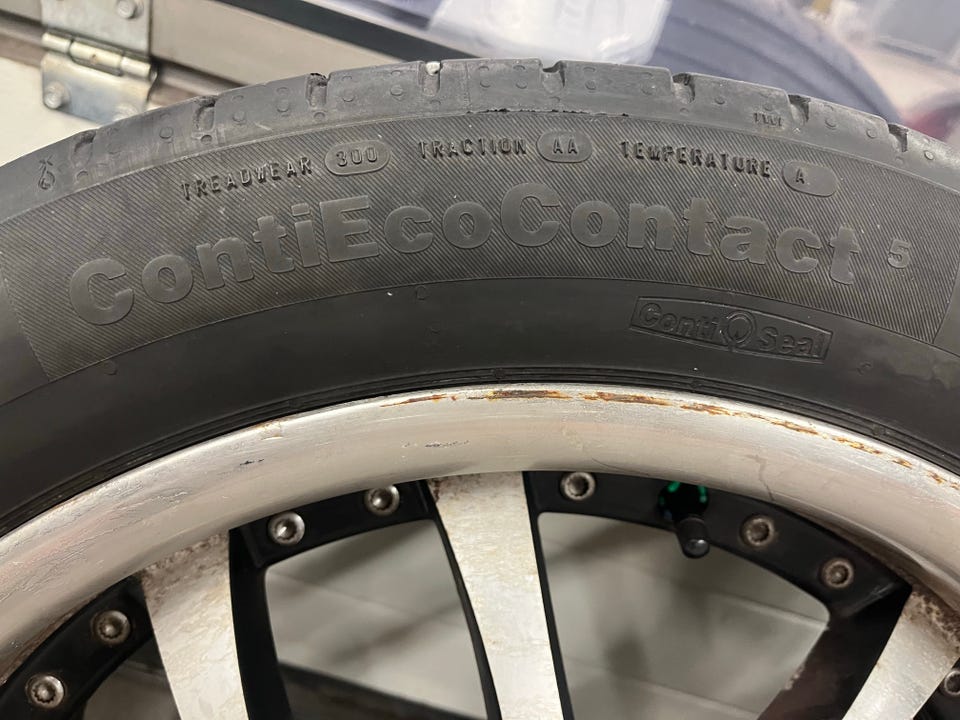 TREADWEAR 300 TRACTION AA TEMPERATURE A
ContiEcoContact 5
ContiSeal